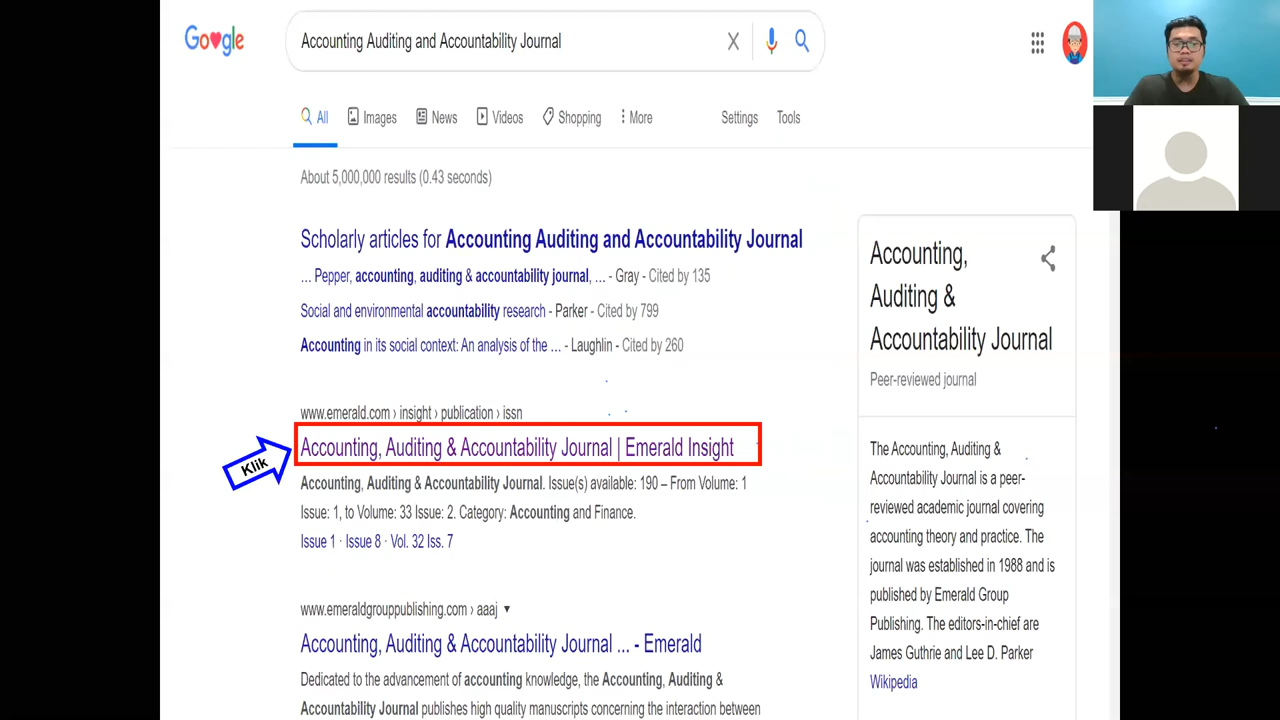 Google
Accounting Auditing and Accountability Journal
All Images News Videos Shopping More Settings Tools
About 5,000,000 results (0.43 seconds)
Scholarly articles for Accounting Auditing and Accountability Journal
... Pepper, accounting, auditing & accountability journal, ... - Gray - Cited by 135
Social and environmental accountability research - Parker - Cited by 799
Accounting in its social context: An analysis of the ... - Laughlin - Cited by 260
www.emerald.com › insight › publication › issn
Klik
Accounting, Auditing & Accountability Journal | Emerald Insight
Accounting, Auditing & Accountability Journal. Issue(s) available: 190 – From Volume: 1
Issue: 1, to Volume: 33 Issue: 2. Category: Accounting and Finance.
Issue 1 · Issue 8 · Vol. 32 Iss. 7
www.emeraldgrouppublishing.com › aaaj
Accounting, Auditing & Accountability Journal ... - Emerald
Dedicated to the advancement of accounting knowledge, the Accounting, Auditing &
Accountability Journal publishes high quality manuscripts concerning the interaction between
Accounting,
Auditing &
Accountability Journal
Peer-reviewed journal
The Accounting, Auditing &
Accountability Journal is a peer-
reviewed academic journal covering
accounting theory and practice. The
journal was established in 1988 and is
published by Emerald Group
Publishing. The editors-in-chief are
James Guthrie and Lee D. Parker
Wikipedia